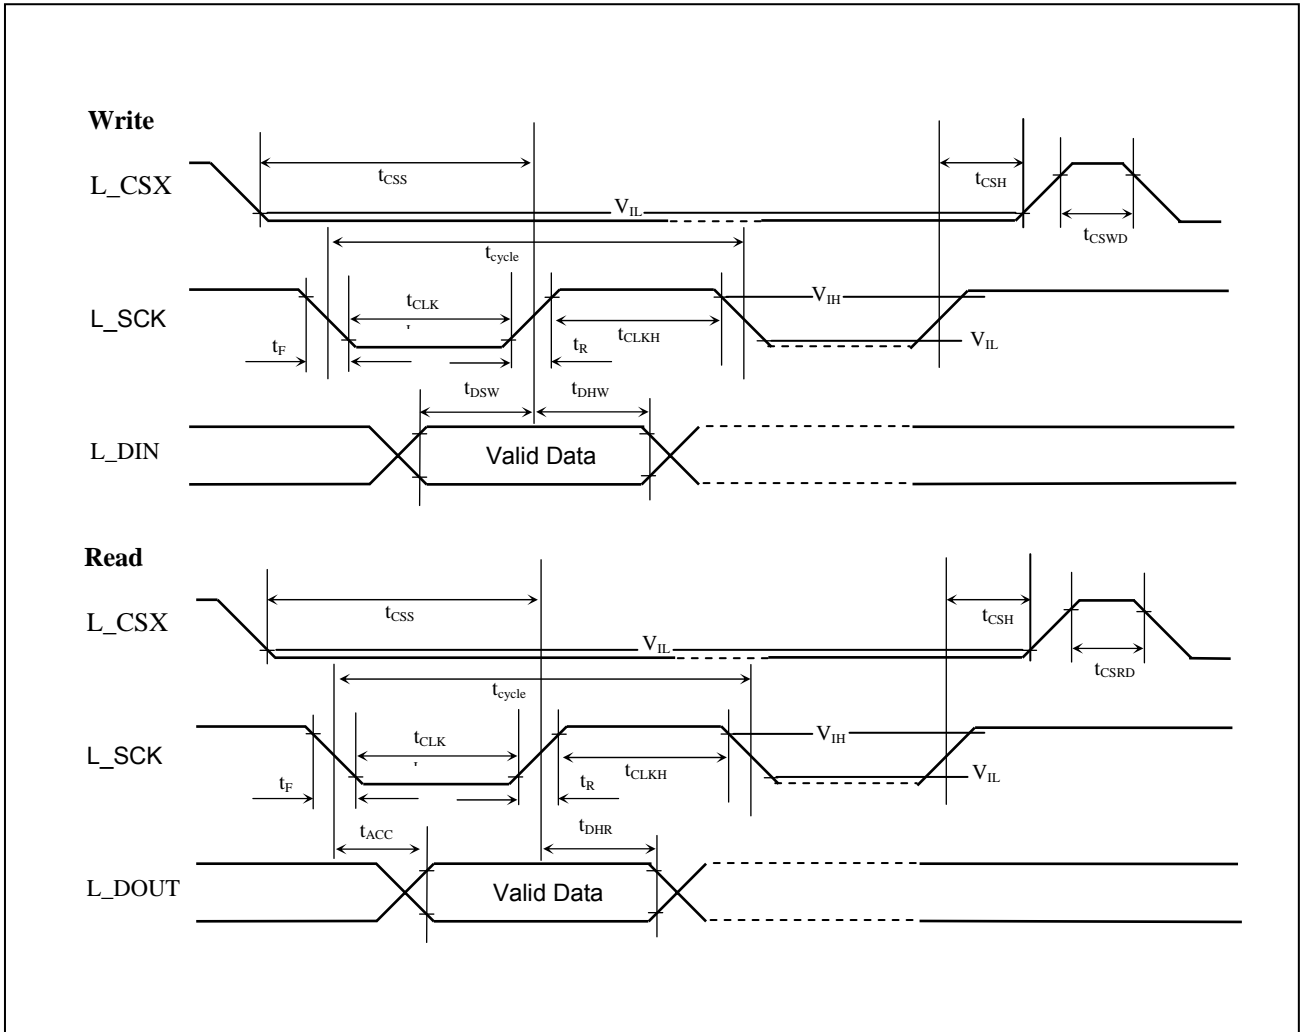 Write
L_CSX
tCSS
VIL
tCSH
tCSWD
tcycle
L_SCK
tCLK
VIH
tF
tR
tCLKH
VIL
tDSW
tDHW
L_DIN
Valid Data
Read
L_CSX
tCSS
VIL
tCSH
tCSRD
tcycle
L_SCK
tCLK
VIH
tF
tR
tCLKH
VIL
tACC
tDHR
L_DOUT
Valid Data